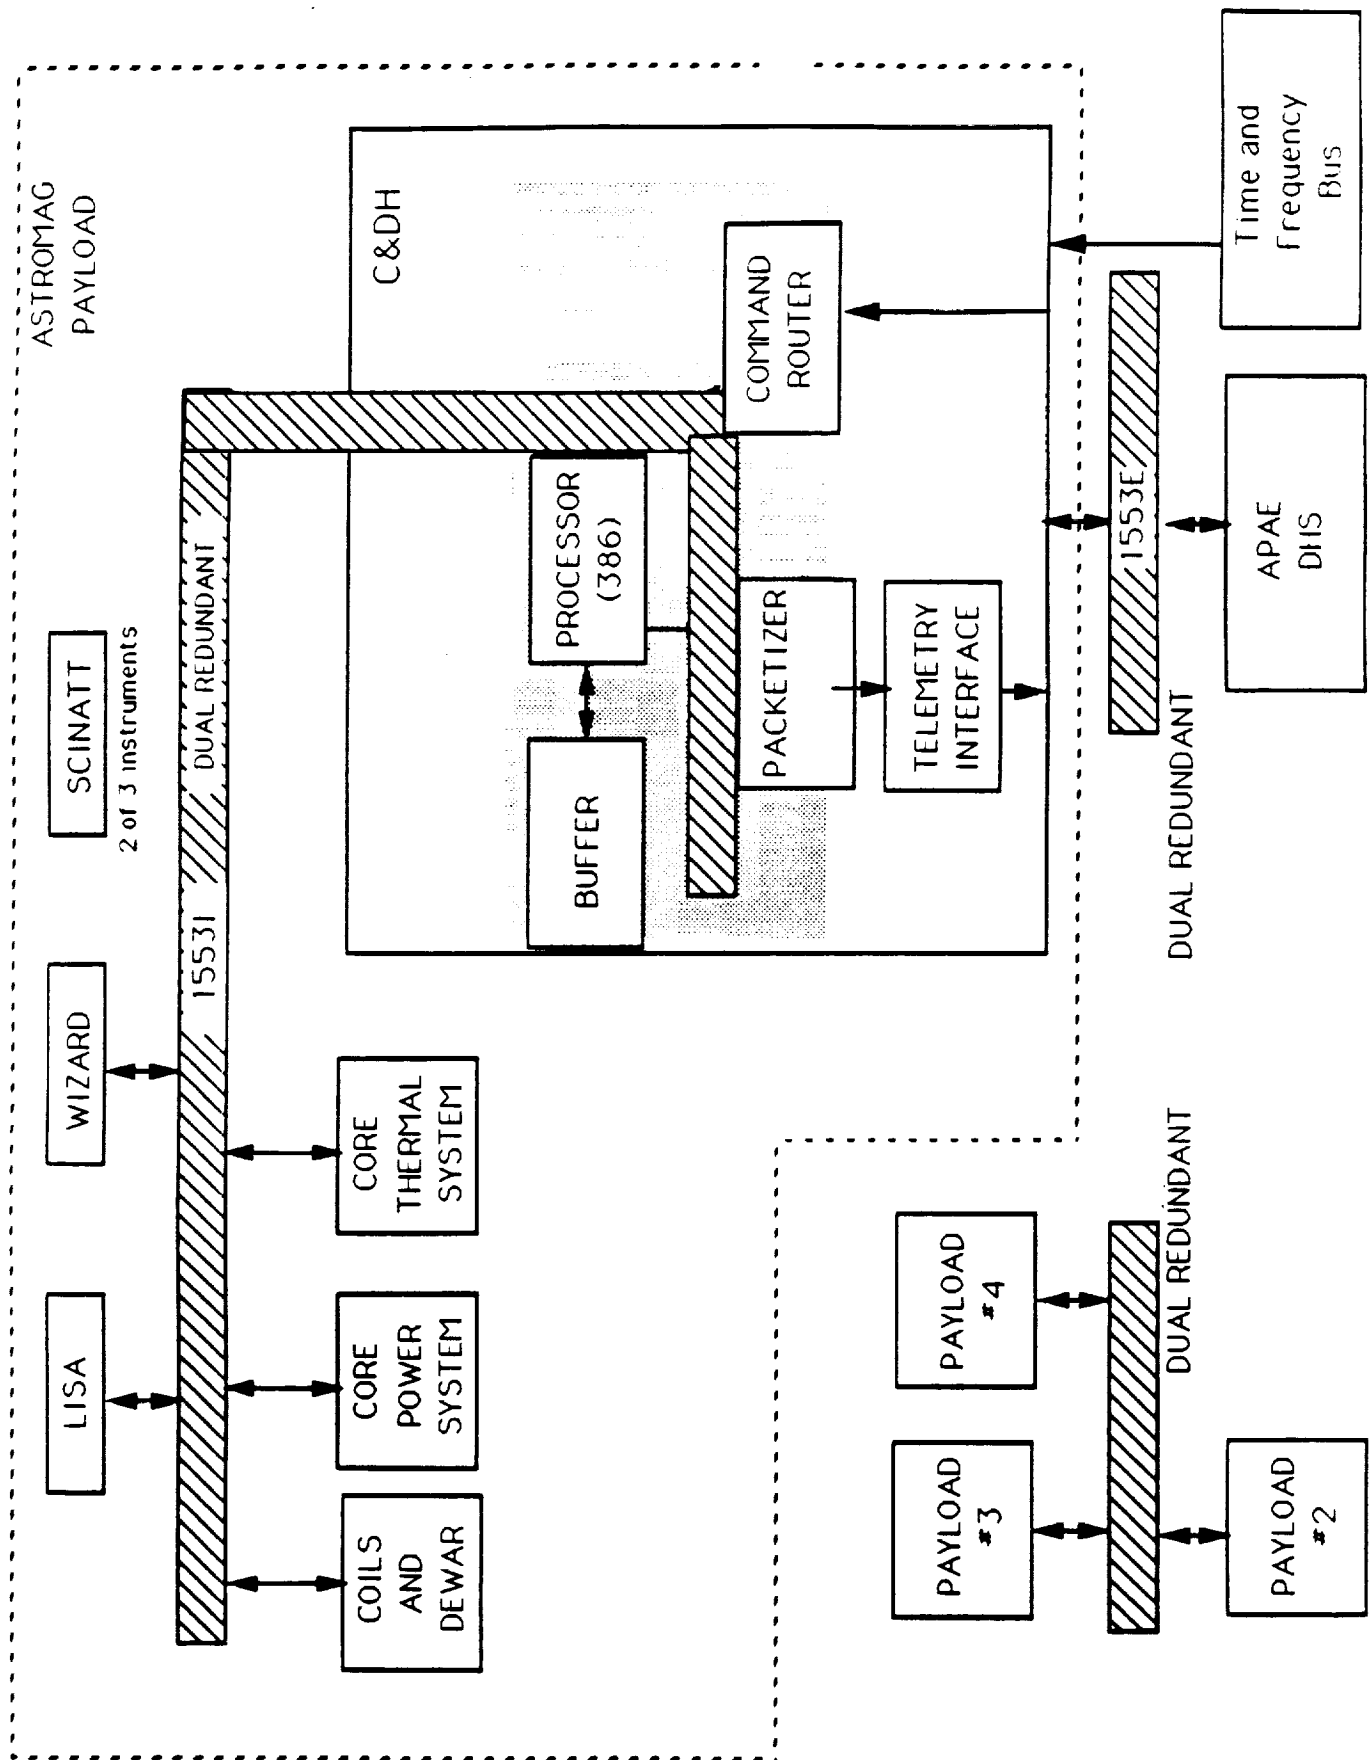 ASTROMAG
PAYLOAD
LISA
WIZARD
SCINATT
2 of 3 instruments
1553I
DUAL REDUNDANT
COILS
AND
DEWAR
CORE
POWER
SYSTEM
CORE
THERMAL
SYSTEM
C&DH
BUFFER
PROCESSOR
(386)
PACKETIZER
COMMAND
ROUTER
TELEMETRY
INTERFACE
PAYLOAD
#3
PAYLOAD
#4
1553E
DUAL REDUNDANT
DUAL REDUNDANT
PAYLOAD
#2
APAE
DHS
Time and
Frequency
Bus